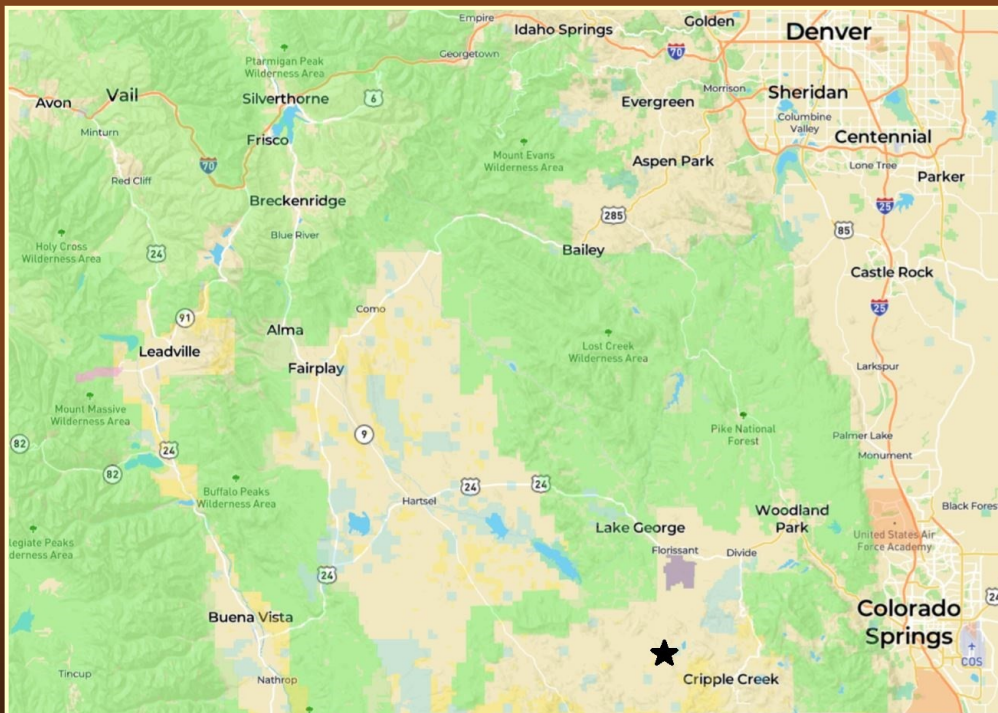 Empire
Idaho Springs
Golden
Denver
70
Georgetown
Ptarmigan Peak
Wilderness Area
Avon
Vail
Silverthorne
6
Evergreen
Morrison
Sheridan
Columbine
Valley
Minturn
Frisco
Centennial
70
Mount Evans
Wilderness Area
Aspen Park
Lone Tree
Parker
Red Cliff
Breckenridge
285
25
Blue River
85
Holy Cross
Wilderness Area
24
Bailey
Castle Rock
Como
25
91
Alma
Leadville
Lost Creek
Wilderness Area
Fairplay
Larkspur
Mount Massive
Wilderness Area
Pike National
Forest
82
9
Palmer Lake
24
Monument
82
24
24
Buffalo Peaks
Wilderness Area
Hartsel
Woodland
Park
Black Fores
Lake George
legiate Peaks
derness Area
Florissant
Divide
United States Air
Force Academy
24
24
Buena Vista
Colorado
Springs
COS
Tincup
Nathrop
Cripple Creek